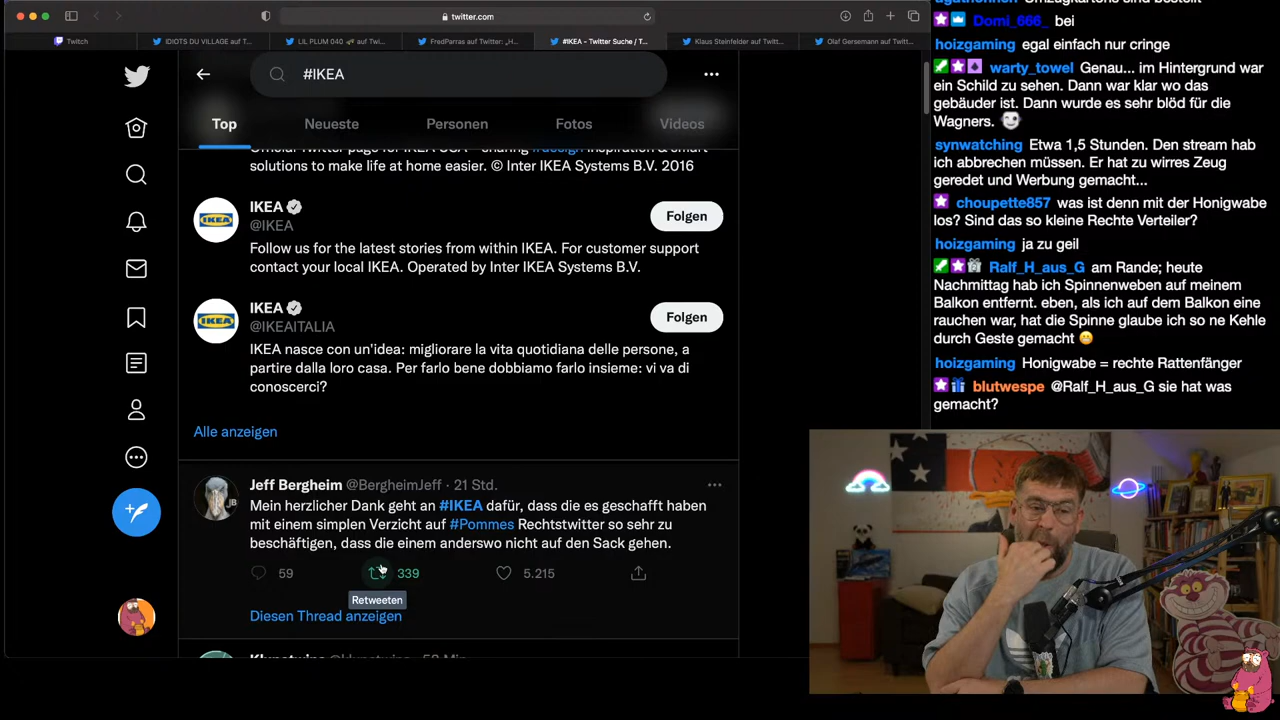 twitter.com
Twitch
IDIOTS DU VILLAGE auf T...
LIL PLUM 040 auf Twi...
FredParras auf Twitter: „H...
#IKEA - Twitter Suche / T...
Klaus Steinfelder auf Twitt...
Olaf Gersemann auf Twitt...
#IKEA
Top
Neueste
Personen
Fotos
Videos
solutions to make life at home easier. © Inter IKEA Systems B.V. 2016
IKEA
@IKEA
Folgen
Follow us for the latest stories from within IKEA. For customer support
contact your local IKEA. Operated by Inter IKEA Systems B.V.
IKEA
@IKEAITALIA
Folgen
IKEA nasce con un'idea: migliorare la vita quotidiana delle persone, a
partire dalla loro casa. Per farlo bene dobbiamo farlo insieme: vi va di
conoscerci?
Alle anzeigen
Jeff Bergheim @BergheimJeff · 21 Std.
Mein herzlicher Dank geht an #IKEA dafür, dass die es geschafft haben
mit einem simplen Verzicht auf #Pommes Rechtstwitter so sehr zu
beschäftigen, dass die einem anderswo nicht auf den Sack gehen.
59
339
5.215
Retweeten
Diesen Thread anzeigen
Domi_666_ bei
hoizgaming egal einfach nur cringe
warty_towel Genau... im Hintergrund war
ein Schild zu sehen. Dann war klar wo das
gebäuder ist. Dann wurde es sehr blöd für die
Wagners.
synwatching Etwa 1,5 Stunden. Den stream hab
ich abbrechen müssen. Er hat zu wirres Zeug
geredet und Werbung gemacht...
choupette857 was ist denn mit der Honigwabe
los? Sind das so kleine Rechte Verteiler?
hoizgaming ja zu geil
Ralf_H_aus_G am Rande; heute
Nachmittag hab ich Spinnenweben auf meinem
Balkon entfernt. eben, als ich auf dem Balkon eine
rauchen war, hat die Spinne glaube ich so ne Kehle
durch Geste gemacht
hoizgaming Honigwabe = rechte Rattenfänger
blutwespe @Ralf_H_aus_G sie hat was
gemacht?